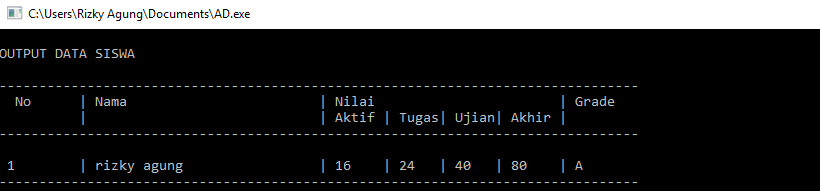 C:\Users\Rizky Agung\Documents\AD.exe
OUTPUT DATA SISWA
--------------------------------------------------------------------------------
No | Nama | Nilai | Grade
| | Aktif | Tugas| Ujian| Akhir |
--------------------------------------------------------------------------------
1 | rizky agung | 16 | 24 | 40 | 80 | A
--------------------------------------------------------------------------------